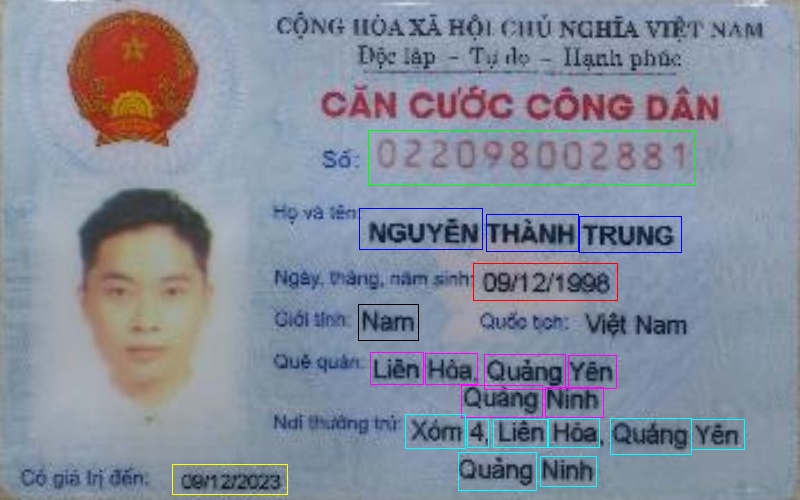 CỘNG HÒA XÃ HỘI CHỦ NGHĨA VIỆT NAM
Độc lập – Tự do – Hạnh phúc
CĂN CƯỚC CÔNG DÂN
Số: 022098002881
Họ và tên: NGUYỄN THÀNH TRUNG
Ngày, tháng, năm sinh: 09/12/1998
Giới tính: Nam Quốc tịch: Việt Nam
Quê quán: Liên Hòa, Quảng Yên
Quảng Ninh
Nơi thường trú: Xóm 4, Liên Hòa, Quảng Yên
Quảng Ninh
Có giá trị đến: 09/12/2023